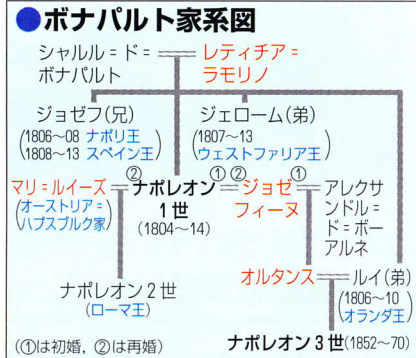 ●ボナパルト家系図
シャルル=ド=
ボナパルト
レティチア=
ラモリノ
ジョゼフ(兄)
(1806〜08 ナポリ王
1808〜13 スペイン王)
ジェローム(弟)
(1807〜13
ウェストファリア王)
マリ=ルイーズ
(オーストリア=
ハプスブルク家)
②
ナポレオン
1世
(1804〜14)
① ②
ジョゼ
フィーヌ
①
アレクサ
ンドル=
ド=ボー
アルネ
ナポレオン2世
(ローマ王)
オルタンス
ルイ(弟)
(1806〜10
オランダ王)
(①は初婚,②は再婚)
ナポレオン3世(1852〜70)